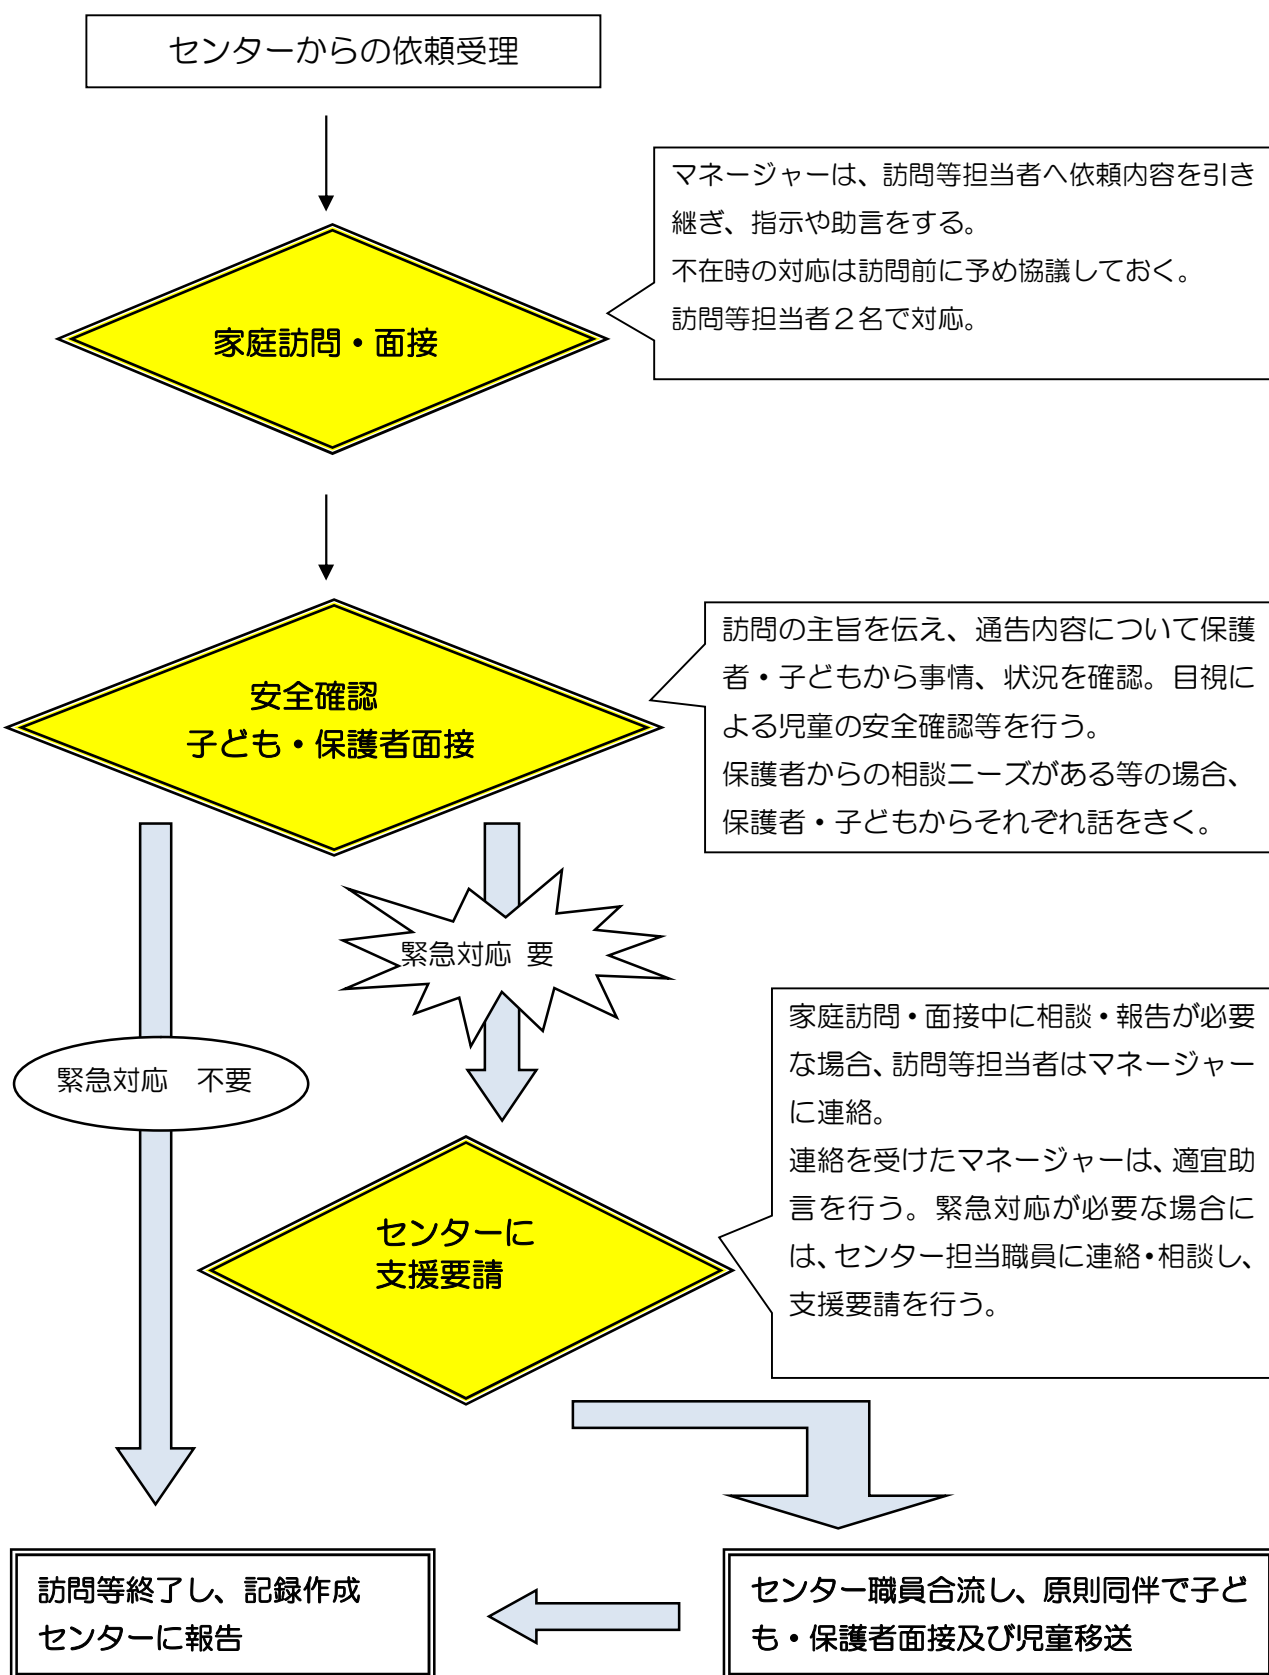 センターからの依頼受理
マネージャーは、訪問等担当者へ依頼内容を引き
継ぎ、指示や助言をする。
不在時の対応は訪問前に予め協議しておく。
訪問等担当者２名で対応。
家庭訪問・面接
訪問の主旨を伝え、通告内容について保護
者・子どもから事情、状況を確認。目視に
よる児童の安全確認等を行う。
保護者からの相談ニーズがある等の場合、
保護者・子どもからそれぞれ話をきく。
安全確認
子ども・保護者面接
緊急対応 要
緊急対応　不要
家庭訪問・面接中に相談・報告が必要
な場合、訪問等担当者はマネージャー
に連絡。
連絡を受けたマネージャーは、適宜助
言を行う。緊急対応が必要な場合に
は、センター担当職員に連絡・相談し、
支援要請を行う。
センターに
支援要請
訪問等終了し、記録作成
センターに報告
センター職員合流し、原則同伴で子ど
も・保護者面接及び児童移送